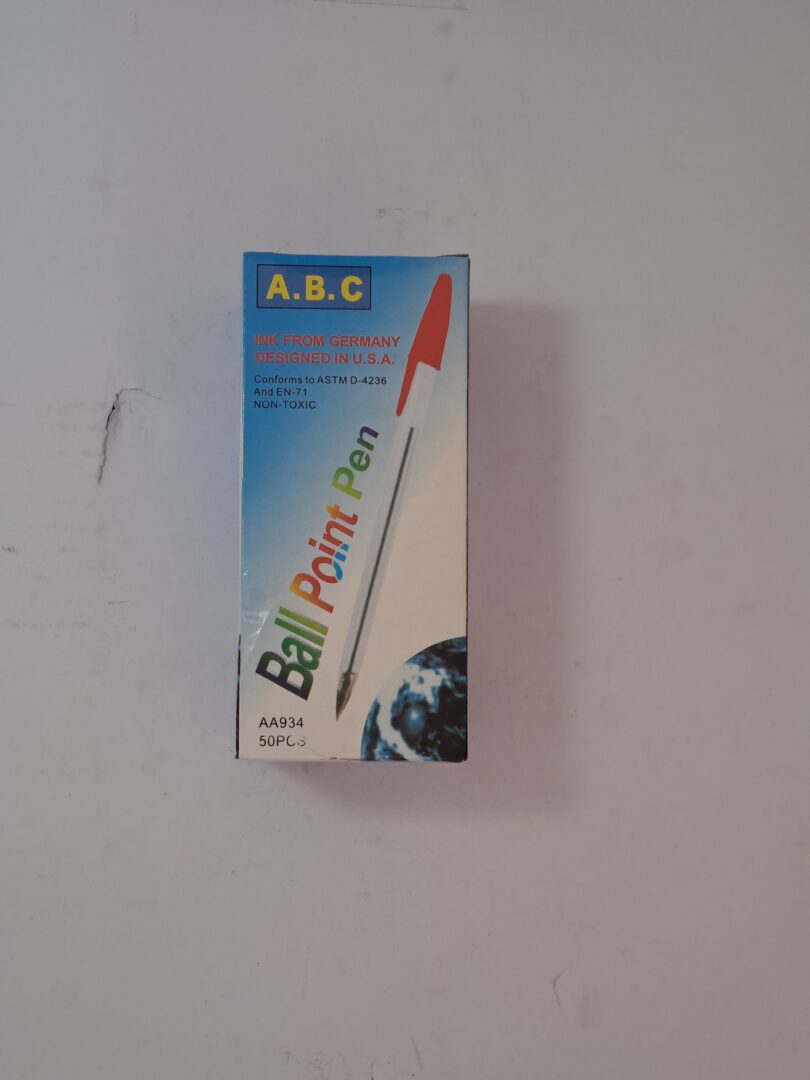 A.B.C
INK FROM GERMANY
DESIGNED IN U.S.A.
Conforms to ASTM D-4236
And EN-71
NON-TOXIC
Ball Point Pen
AA934
50PCS